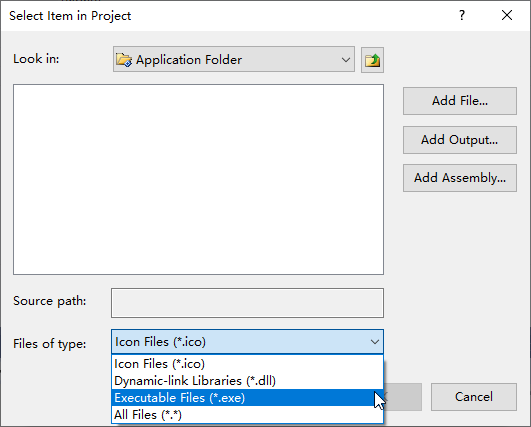 Select Item in Project
?
Look in:
Application Folder
Add File...
Add Output...
Add Assembly...
Source path:
Files of type:
Icon Files (*.ico)
Icon Files (*.ico)
Dynamic-link Libraries (*.dll)
Executable Files (*.exe)
All Files (*.*)
Cancel